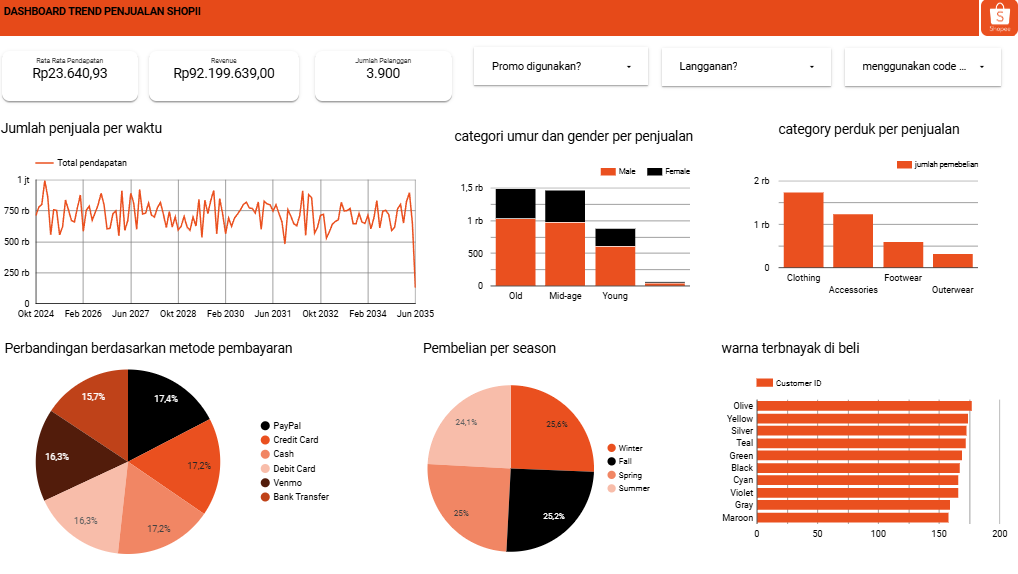 DASHBOARD TREND PENJUALAN SHOPII
S
Shopee
Rata Rata Pendapatan
Rp23.640,93
Revenue
Rp92.199.639,00
Jumlah Pelanggan
3.900
Promo digunakan?
Langganan?
menggunakan code ...
Jumlah penjuala per waktu
Total pendapatan
1 jt
750 rb
500 rb
250 rb
0
Okt 2024 Feb 2026 Jun 2027 Okt 2028 Feb 2030 Jun 2031 Okt 2032 Feb 2034 Jun 2035
categori umur dan gender per penjualan
Male Female
1,5 rb
1 rb
500
0
Old Mid-age Young
category perduk per penjualan
jumlah pemebelian
2 rb
1 rb
0
Clothing Accessories Footwear Outerwear
Perbandingan berdasarkan metode pembayaran
17,4%
17,2%
17,2%
16,3%
16,3%
15,7%
PayPal
Credit Card
Cash
Debit Card
Venmo
Bank Transfer
Pembelian per season
25,6%
25,2%
25%
24,1%
Winter
Fall
Spring
Summer
warna terbnayak di beli
Customer ID
Olive
Yellow
Silver
Teal
Green
Black
Cyan
Violet
Gray
Maroon
0 50 100 150 200